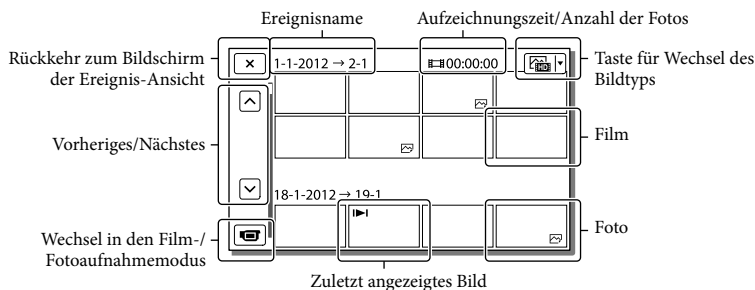 Ereignisname
Aufzeichnungszeit/Anzahl der Fotos
Rückkehr zum Bildschirm
der Ereignis-Ansicht
1-1-2012 → 2-1
00:00:00
HD
Taste für Wechsel des
Bildtyps
Vorheriges/Nächstes
Film
18-1-2012 → 19-1
Wechsel in den Film-/
Fotoaufnahmemodus
Foto
Zuletzt angezeigtes Bild